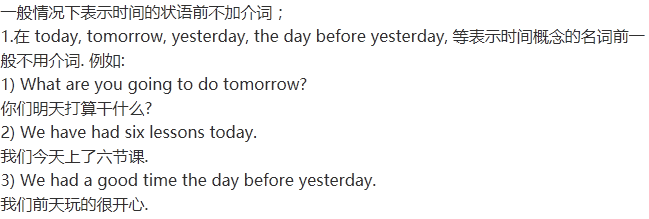 一般情况下表示时间的状语前不加介词；
1.在 today, tomorrow, yesterday, the day before yesterday, 等表示时间概念的名词前一
般不用介词. 例如:
1) What are you going to do tomorrow?
你们明天打算干什么?
2) We have had six lessons today.
我们今天上了六节课.
3) We had a good time the day before yesterday.
我们前天玩的很开心.